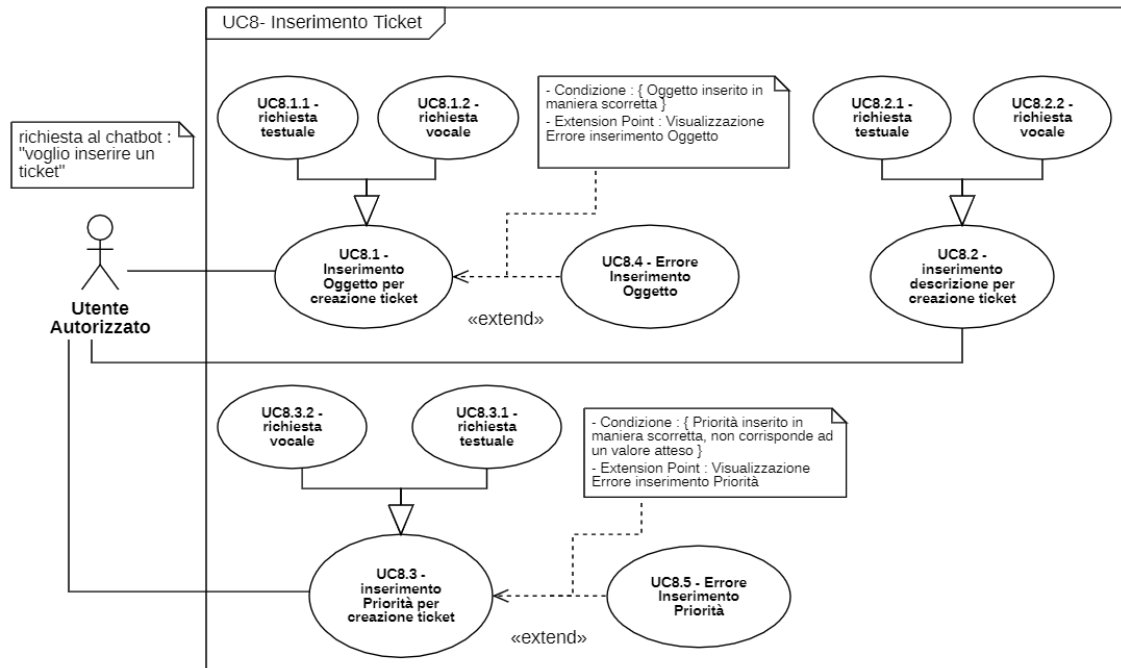 UC8- Inserimento Ticket
richiesta al chatbot :
"voglio inserire un
ticket"
UC8.1.1 -
richiesta
testuale
UC8.1.2 -
richiesta
vocale
- Condizione : { Oggetto inserito in
maniera scorretta }
- Extension Point : Visualizzazione
Errore inserimento Oggetto
UC8.2.1 -
richiesta
testuale
UC8.2.2 -
richiesta
vocale
Utente
Autorizzato
UC8.1 -
Inserimento
Oggetto per
creazione ticket
«extend»
UC8.4 - Errore
Inserimento
Oggetto
UC8.2 -
inserimento
descrizione per
creazione ticket
UC8.3.2 -
richiesta
vocale
UC8.3.1 -
richiesta
testuale
- Condizione : { Priorità inserito in
maniera scorretta, non corrisponde ad
un valore atteso }
- Extension Point : Visualizzazione
Errore inserimento Priorità
UC8.3 -
inserimento
Priorità per
creazione ticket
«extend»
UC8.5 - Errore
Inserimento
Priorità